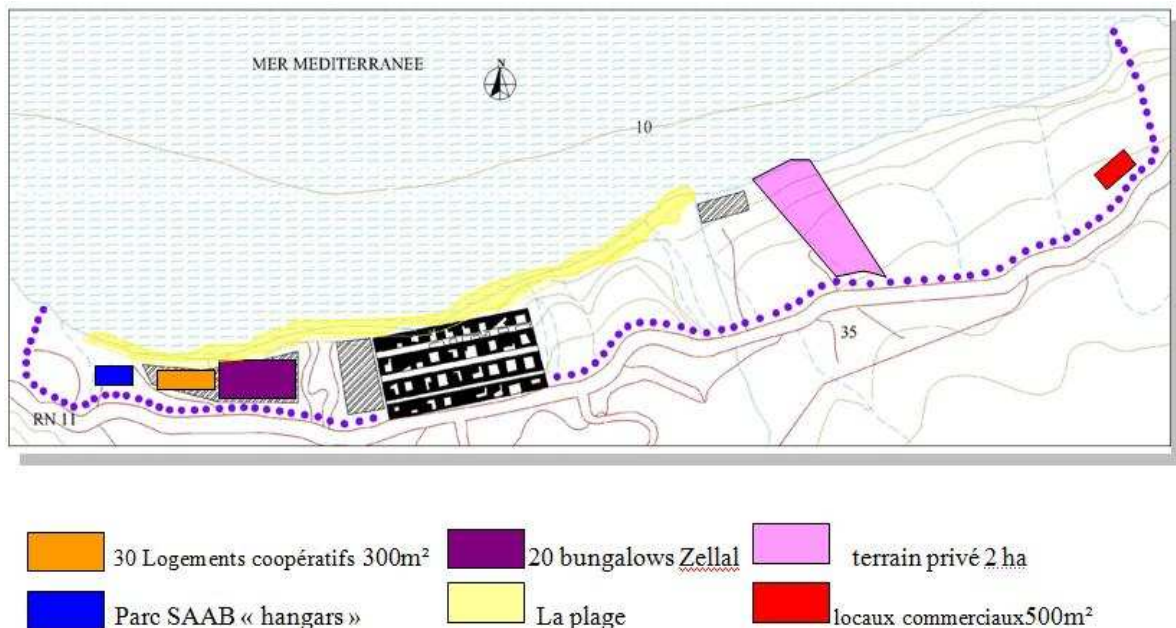 MER MEDITERRANEE
N
10
35
RN 11
30 Logements coopératifs 300m²
20 bungalows Zellal
terrain privé 2 ha
Parc SAAB « hangars »
La plage
locaux commerciaux500m²